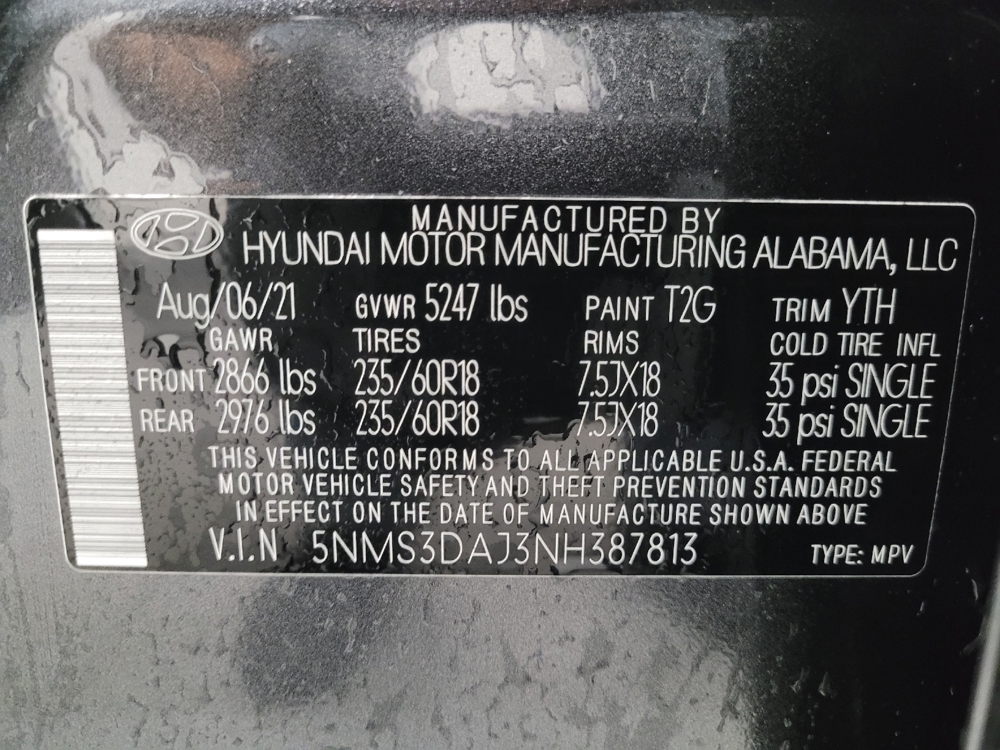 MANUFACTURED BY
HYUNDAI MOTOR MANUFACTURING ALABAMA, LLC
Aug/06/21 GVWR 5247 lbs PAINT T2G TRIM YTH
GAWR TIRES RIMS COLD TIRE INFL
FRONT 2866 lbs 235/60R18 7.5JX18 35 psi SINGLE
REAR 2976 lbs 235/60R18 7.5JX18 35 psi SINGLE
THIS VEHICLE CONFORMS TO ALL APPLICABLE U.S.A. FEDERAL
MOTOR VEHICLE SAFETY AND THEFT PREVENTION STANDARDS
IN EFFECT ON THE DATE OF MANUFACTURE SHOWN ABOVE
V.I.N 5NMS3DAJ3NH387813 TYPE: MPV